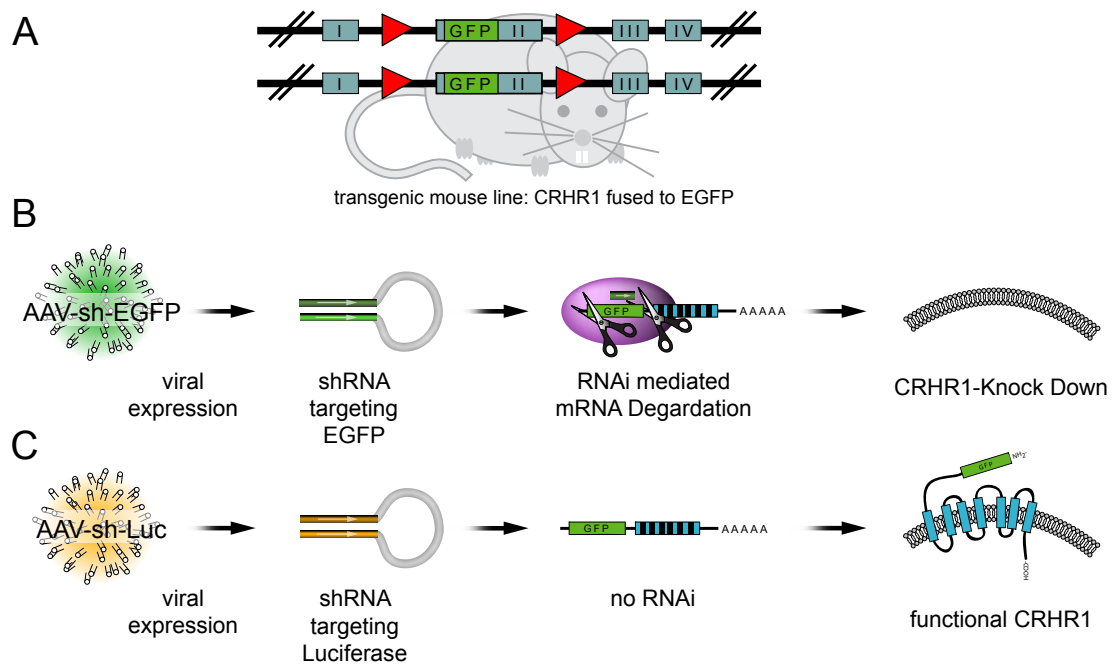 A
I GFP II III IV
I GFP II III IV
transgenic mouse line: CRHR1 fused to EGFP
B
AAV-sh-EGFP
GFP
AAAAA
viral
expression
shRNA
targeting
EGFP
RNAi mediated
mRNA Degardation
CRHR1-Knock Down
C
AAV-sh-Luc
GFP
AAAAA
GFP
NH2-
-COOH
viral
expression
shRNA
targeting
Luciferase
no RNAi
functional CRHR1